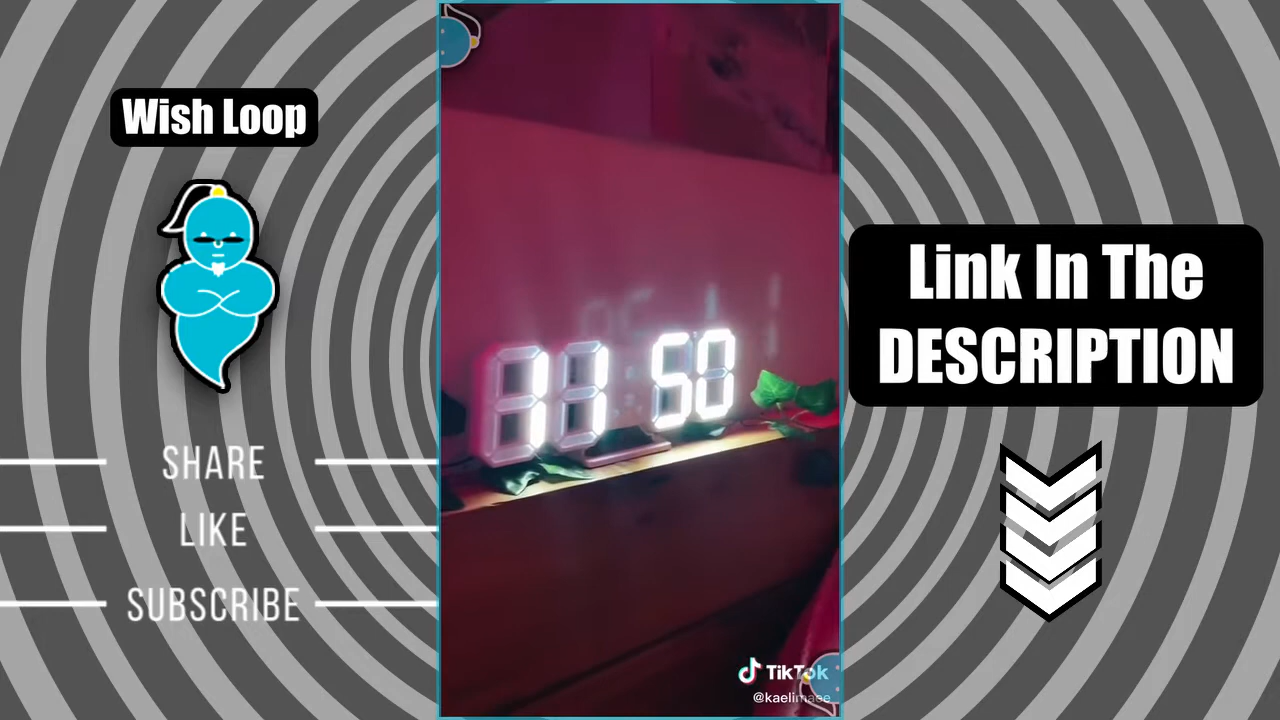 Wish Loop
SHARE
LIKE
SUBSCRIBE
11 50
TikTok
@kaelimaee
Link In The
DESCRIPTION